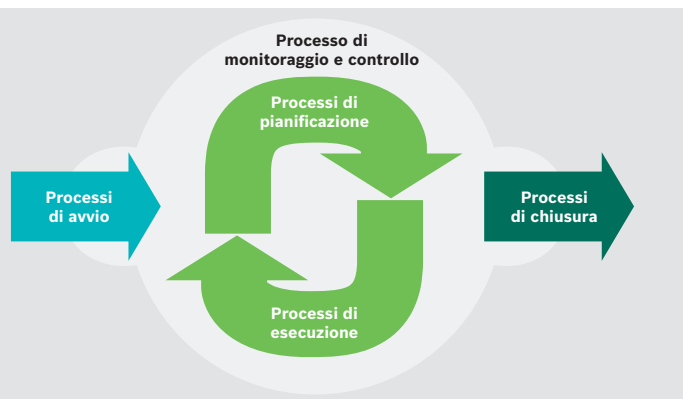 Processo di
monitoraggio e controllo
Processi di
pianificazione
Processi
di avvio
Processi
di chiusura
Processi di
esecuzione